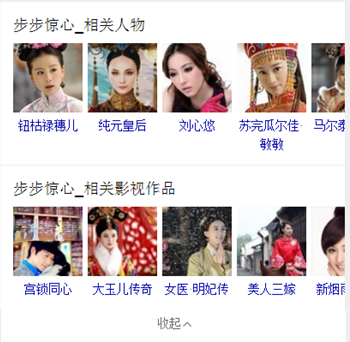 步步惊心_相关人物
钮祜禄穗儿 纯元皇后 刘心悠 苏完瓜尔佳· 马尔泰
敏敏
步步惊心_相关影视作品
宫锁同心 大玉儿传奇 女医·明妃传 美人三嫁 新烟雨
收起